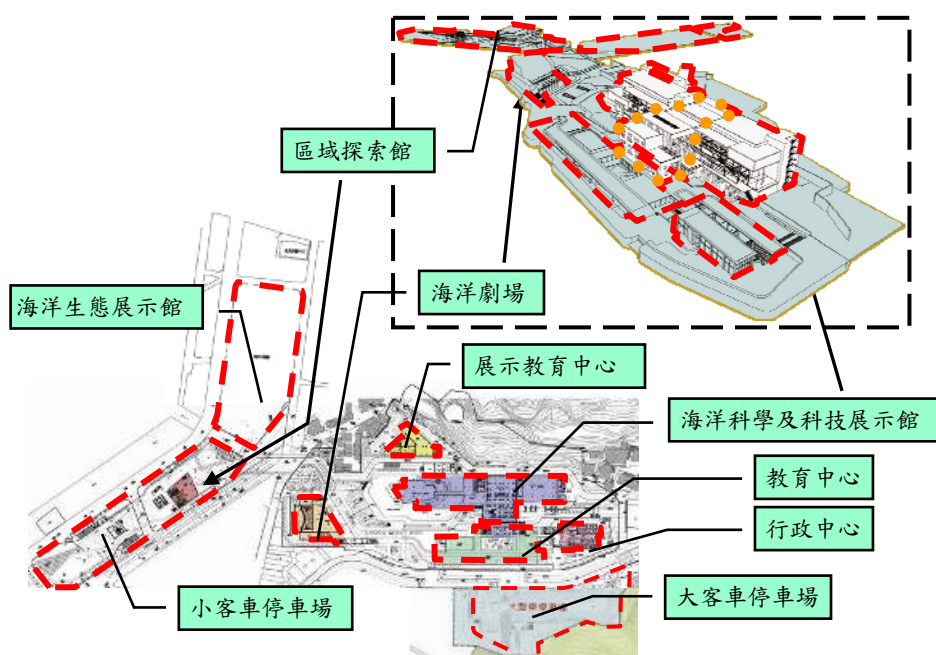 區域探索館
海洋生態展示館
海洋劇場
展示教育中心
海洋科學及科技展示館
教育中心
行政中心
小客車停車場
大客車停車場